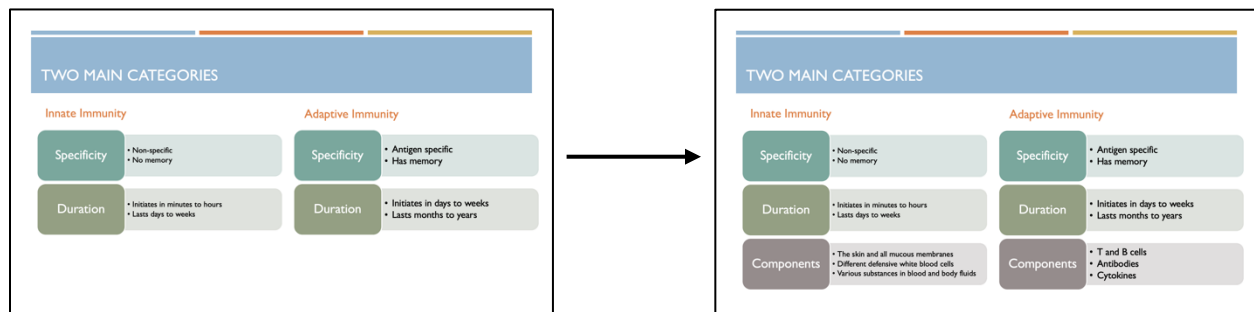 TWO MAIN CATEGORIES
Innate Immunity
Specificity
• Non-specific
• No memory
Duration
• Initiates in minutes to hours
• Lasts days to weeks
Adaptive Immunity
Specificity
• Antigen specific
• Has memory
Duration
• Initiates in days to weeks
• Lasts months to years
TWO MAIN CATEGORIES
Innate Immunity
Specificity
• Non-specific
• No memory
Duration
• Initiates in minutes to hours
• Lasts days to weeks
Components
• The skin and all mucous membranes
• Different defensive white blood cells
• Various substances in blood and body fluids
Adaptive Immunity
Specificity
• Antigen specific
• Has memory
Duration
• Initiates in days to weeks
• Lasts months to years
Components
• T and B cells
• Antibodies
• Cytokines